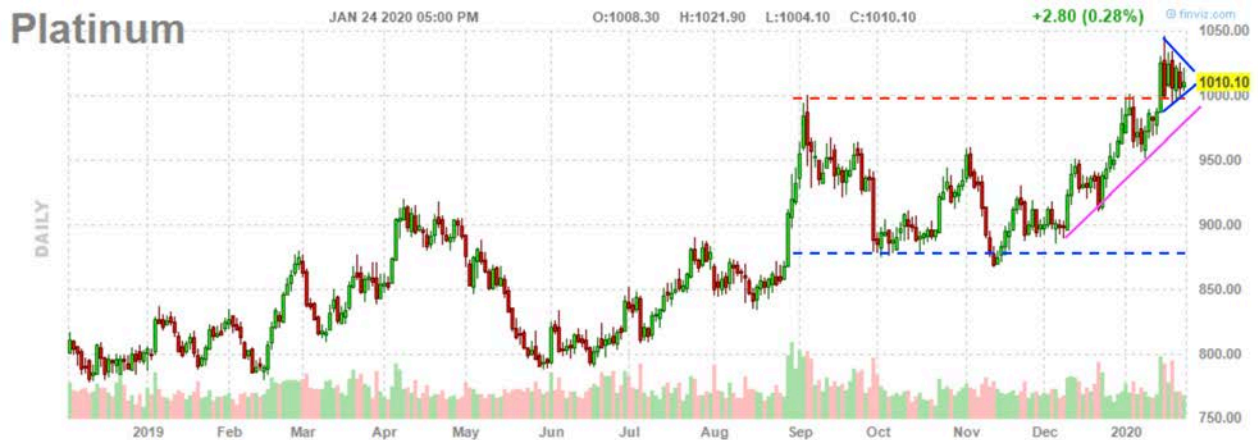 Platinum
JAN 24 2020 05:00 PM O:1008.30 H:1021.90 L:1004.10 C:1010.10 +2.80 (0.28%) © finviz.com
DAILY
1050.00
1010.10
1000.00
950.00
900.00
850.00
800.00
750.00
2019 Feb Mar Apr May Jun Jul Aug Sep Oct Nov Dec 2020